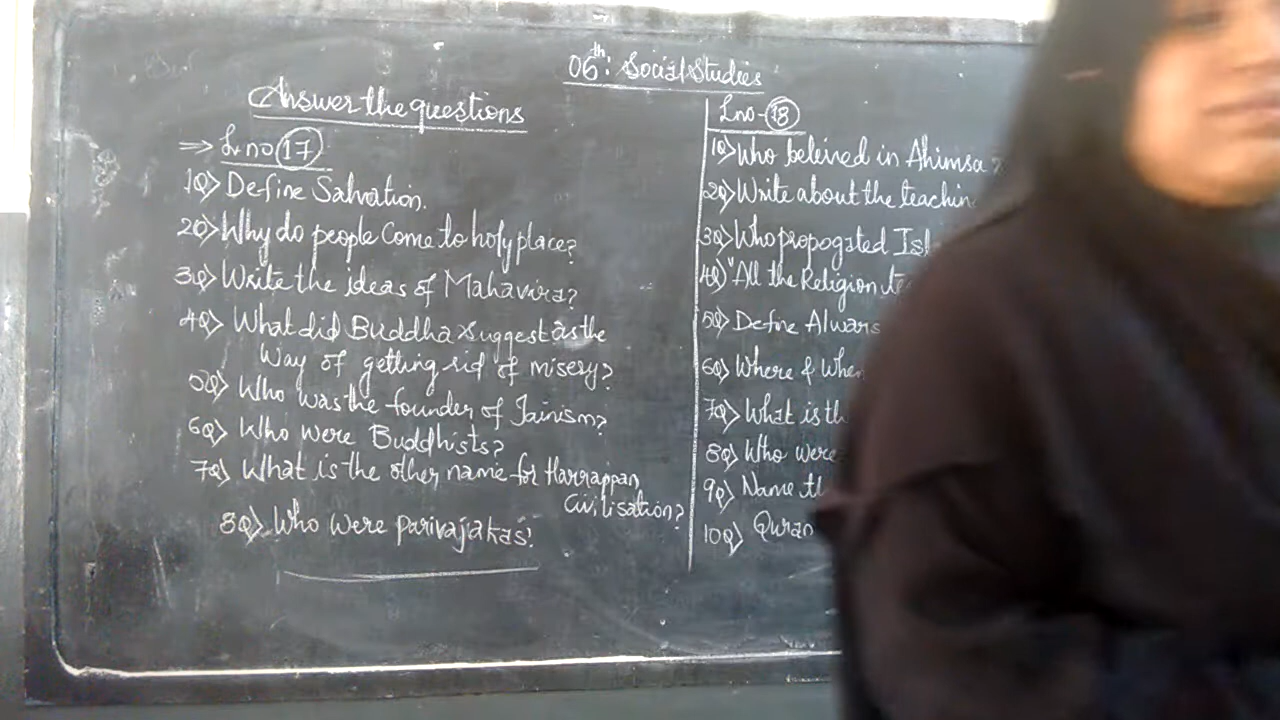 06th: Social Studies
Answer the questions
⇒ L no 17
1Q> Define Salvation.
2Q> Why do people Come to holy place?
3Q> Write the ideas of Mahavira?
4Q> What did Buddha suggest as the
Way of getting rid of misery?
5Q> Who was the founder of Jainism?
6Q> Who were Buddhists?
7Q> What is the other name for Harrappan
Civilisation?
8Q> Who were parivajakas?
L no - 18
1Q> Who beleived in Ahimsa ?
2Q> Write about the teachin
3Q> Who propogated Isl
4Q> "All the Religion te
5Q> Define Alwars
6Q> Where & When
7Q> What is th
8Q> Who were
9Q> Name th
10Q> Quran